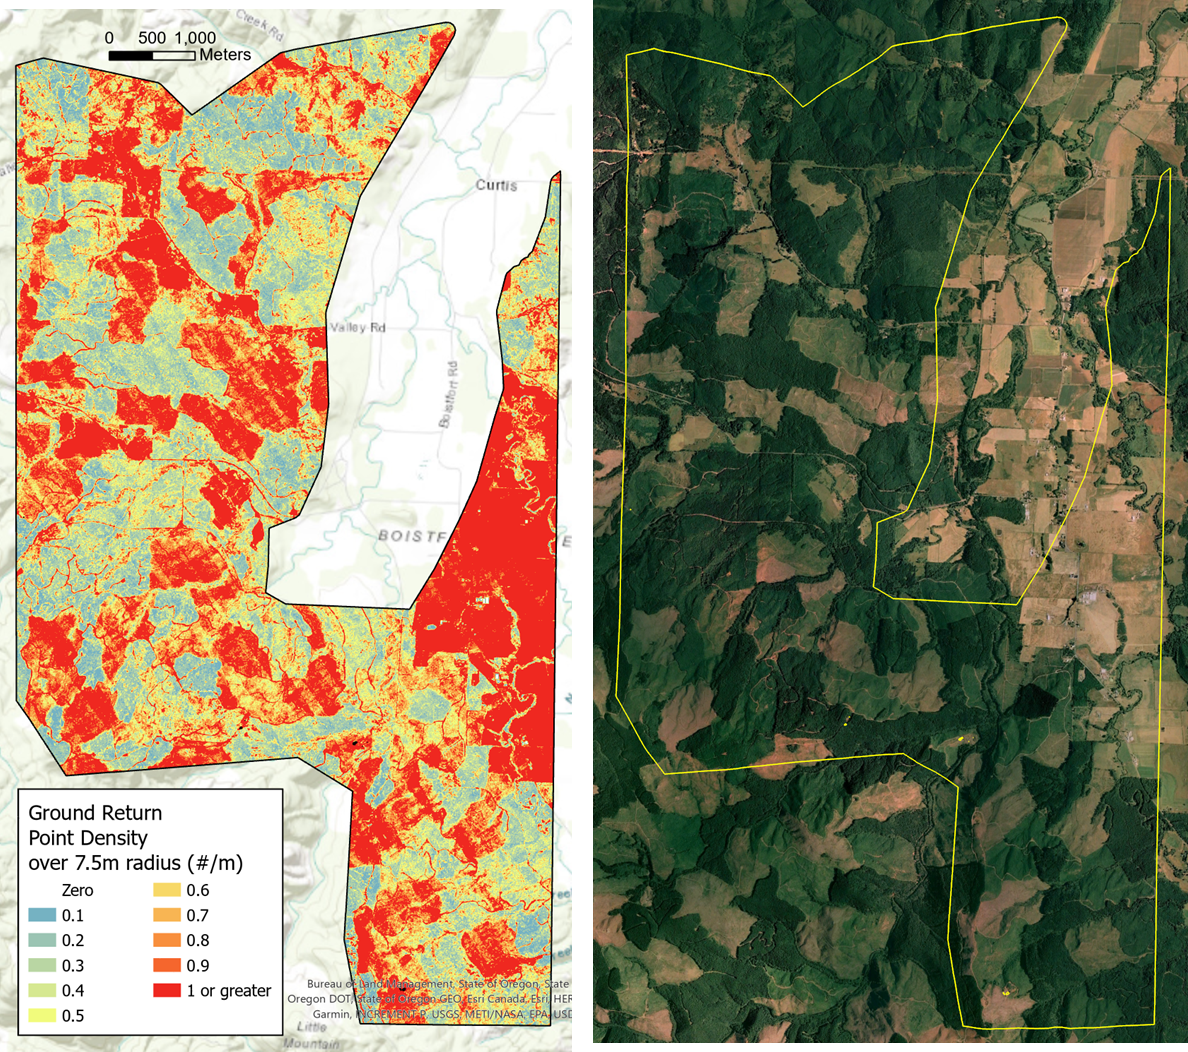 Creek Rd
0 500 1,000
Meters
Curtis
Valley Rd
Boistfort Rd
BOISTF
E
Ground Return
Point Density
over 7.5m radius (#/m)
Zero
0.1
0.2
0.3
0.4
0.5
0.6
0.7
0.8
0.9
1 or greater
Bureau of Land Management, State of Oregon, State
Oregon DOT, State of Oregon GEO, Esri Canada, Esri, HER
Garmin, INCREMENT P, USGS, METI/NASA, EPA, USD
Little
Mountain